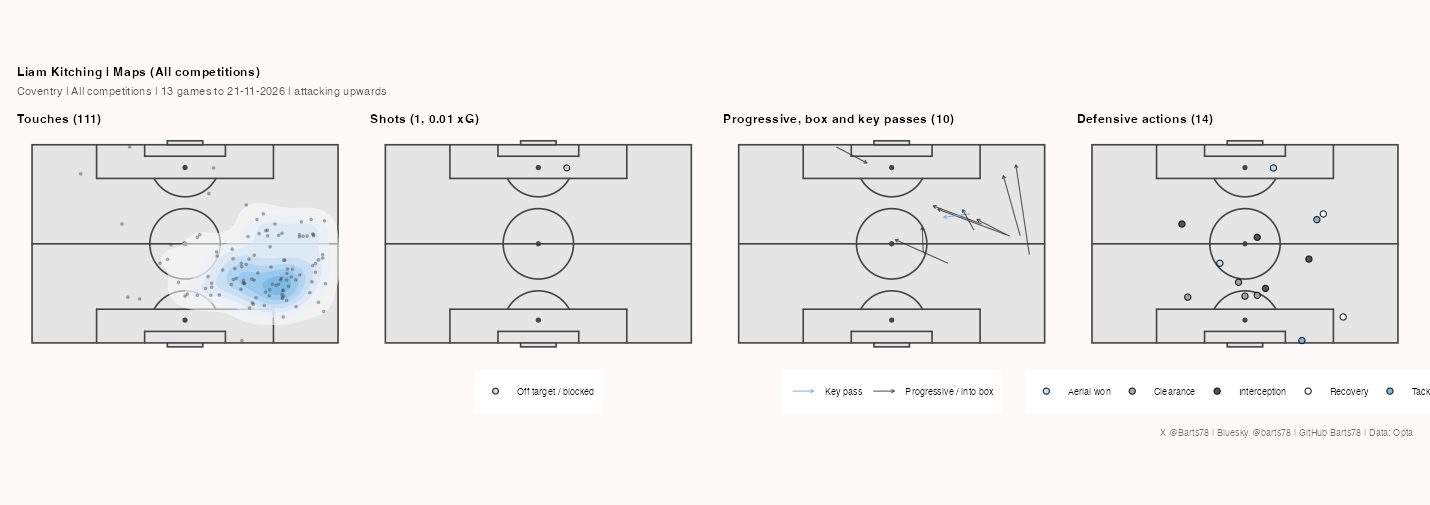 Liam Kitching | Maps (All competitions)
Coventry | All competitions | 13 games to 21-11-2026 | attacking upwards
Touches (111)
Shots (1, 0.01 xG)
Progressive, box and key passes (10)
Defensive actions (14)
Off target / blocked
Key pass
Progressive / into box
Aerial won
Clearance
Interception
Recovery
Tack
X @Barts78 | Bluesky @barts78 | GitHub Barts78 | Data: Opta